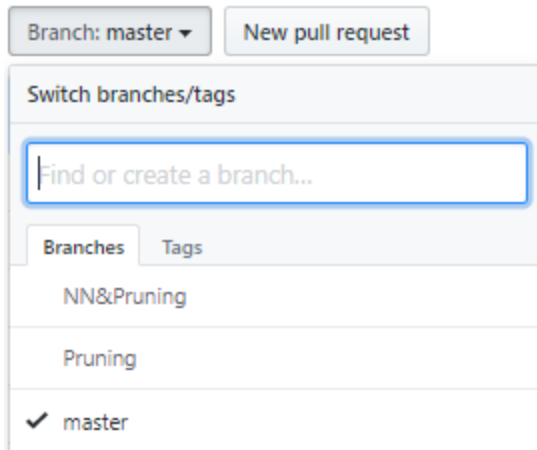 Branch: master New pull request
Switch branches/tags
Find or create a branch...
Branches Tags
NN&Pruning
Pruning
master